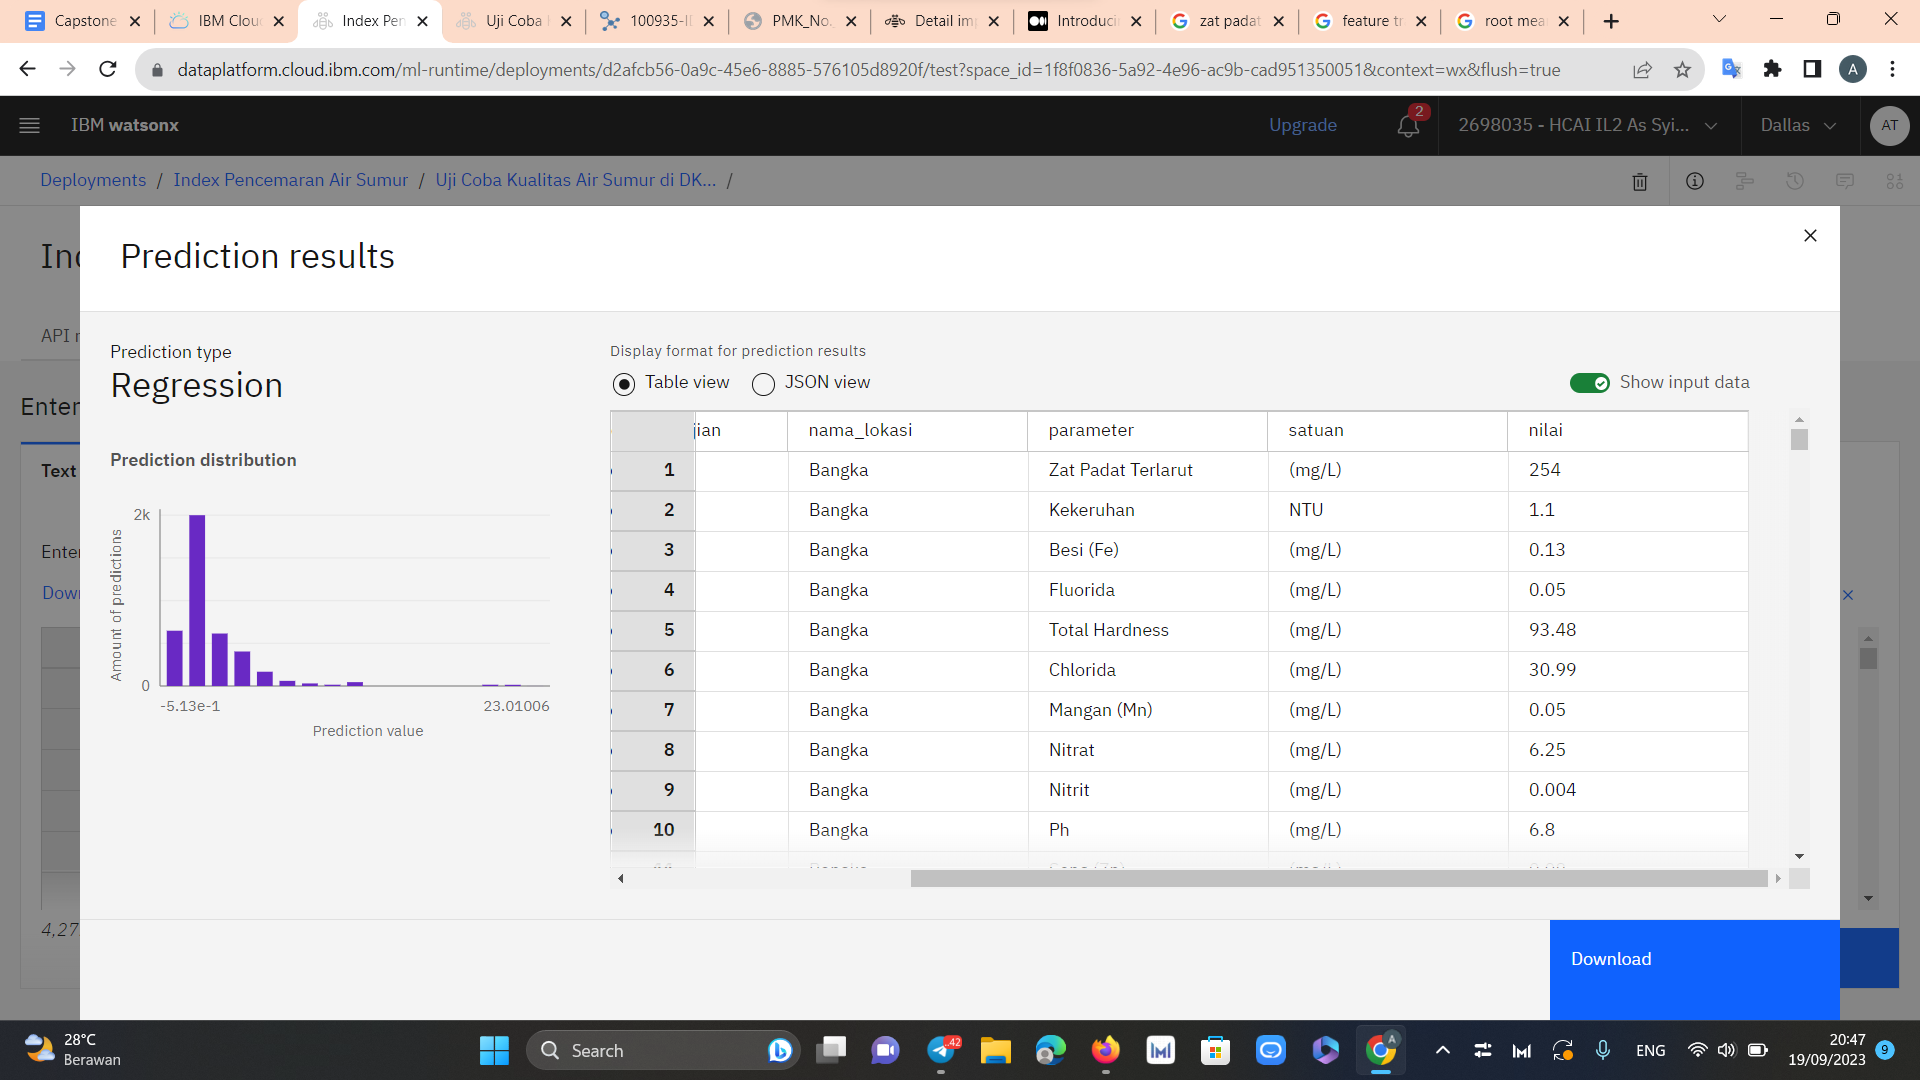 Capstone
IBM Clou
Index Pen
Uji Coba
100935-I
PMK_No.
Detail im
Introduci
zat padat
feature tr
root mea
dataplatform.cloud.ibm.com/ml-runtime/deployments/d2afcb56-0a9c-45e6-8885-576105d8920f/test?space_id=1f8f0836-5a92-4e96-ac9b-cad951350051&context=wx&flush=true
A
IBM watsonx
Upgrade
2
2698035 - HCAI IL2 As Syi...
Dallas
AT
Deployments / Index Pencemaran Air Sumur / Uji Coba Kualitas Air Sumur di DK... /
Prediction results
API r
Enter
Text
Enter
Down
4,27
Prediction type
Regression
Prediction distribution
Amount of predictions
2k
0
-5.13e-1
23.01006
Prediction value
Display format for prediction results
Table view
JSON view
Show input data
jian nama_lokasi parameter satuan nilai
1 Bangka Zat Padat Terlarut (mg/L) 254
2 Bangka Kekeruhan NTU 1.1
3 Bangka Besi (Fe) (mg/L) 0.13
4 Bangka Fluorida (mg/L) 0.05
5 Bangka Total Hardness (mg/L) 93.48
6 Bangka Chlorida (mg/L) 30.99
7 Bangka Mangan (Mn) (mg/L) 0.05
8 Bangka Nitrat (mg/L) 6.25
9 Bangka Nitrit (mg/L) 0.004
10 Bangka Ph (mg/L) 6.8
Download
28°C
Berawan
Search
42
A
ENG
20:47
19/09/2023
9